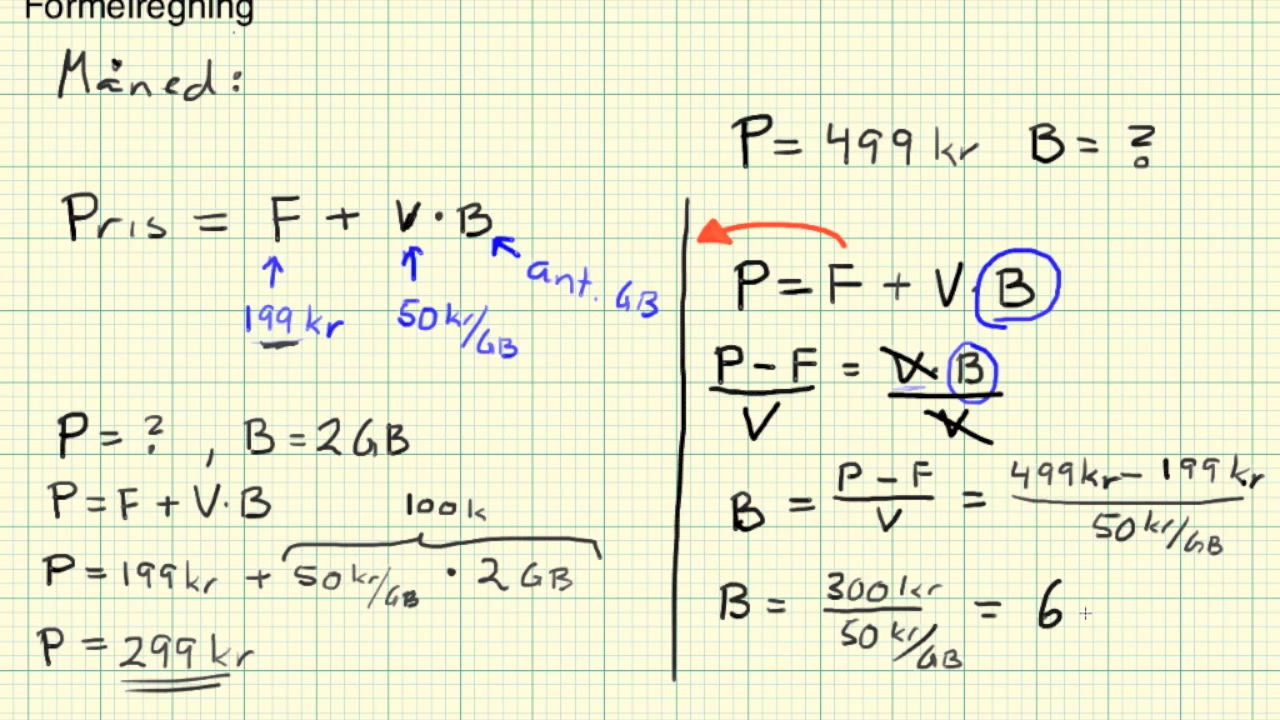 Formelregning
Måned:
Pris = F + V · B
199 kr
50 kr/GB
ant. GB
P = ? , B = 2 GB
P = F + V · B
100 k
P = 199 kr + 50 kr/GB · 2 GB
P = 299 kr
P = 499 kr B = ?
P = F + V · B
P - F = V · B
V V
B = P - F = 499 kr - 199 kr
V 50 kr/GB
B = 300 kr = 6
50 kr/GB